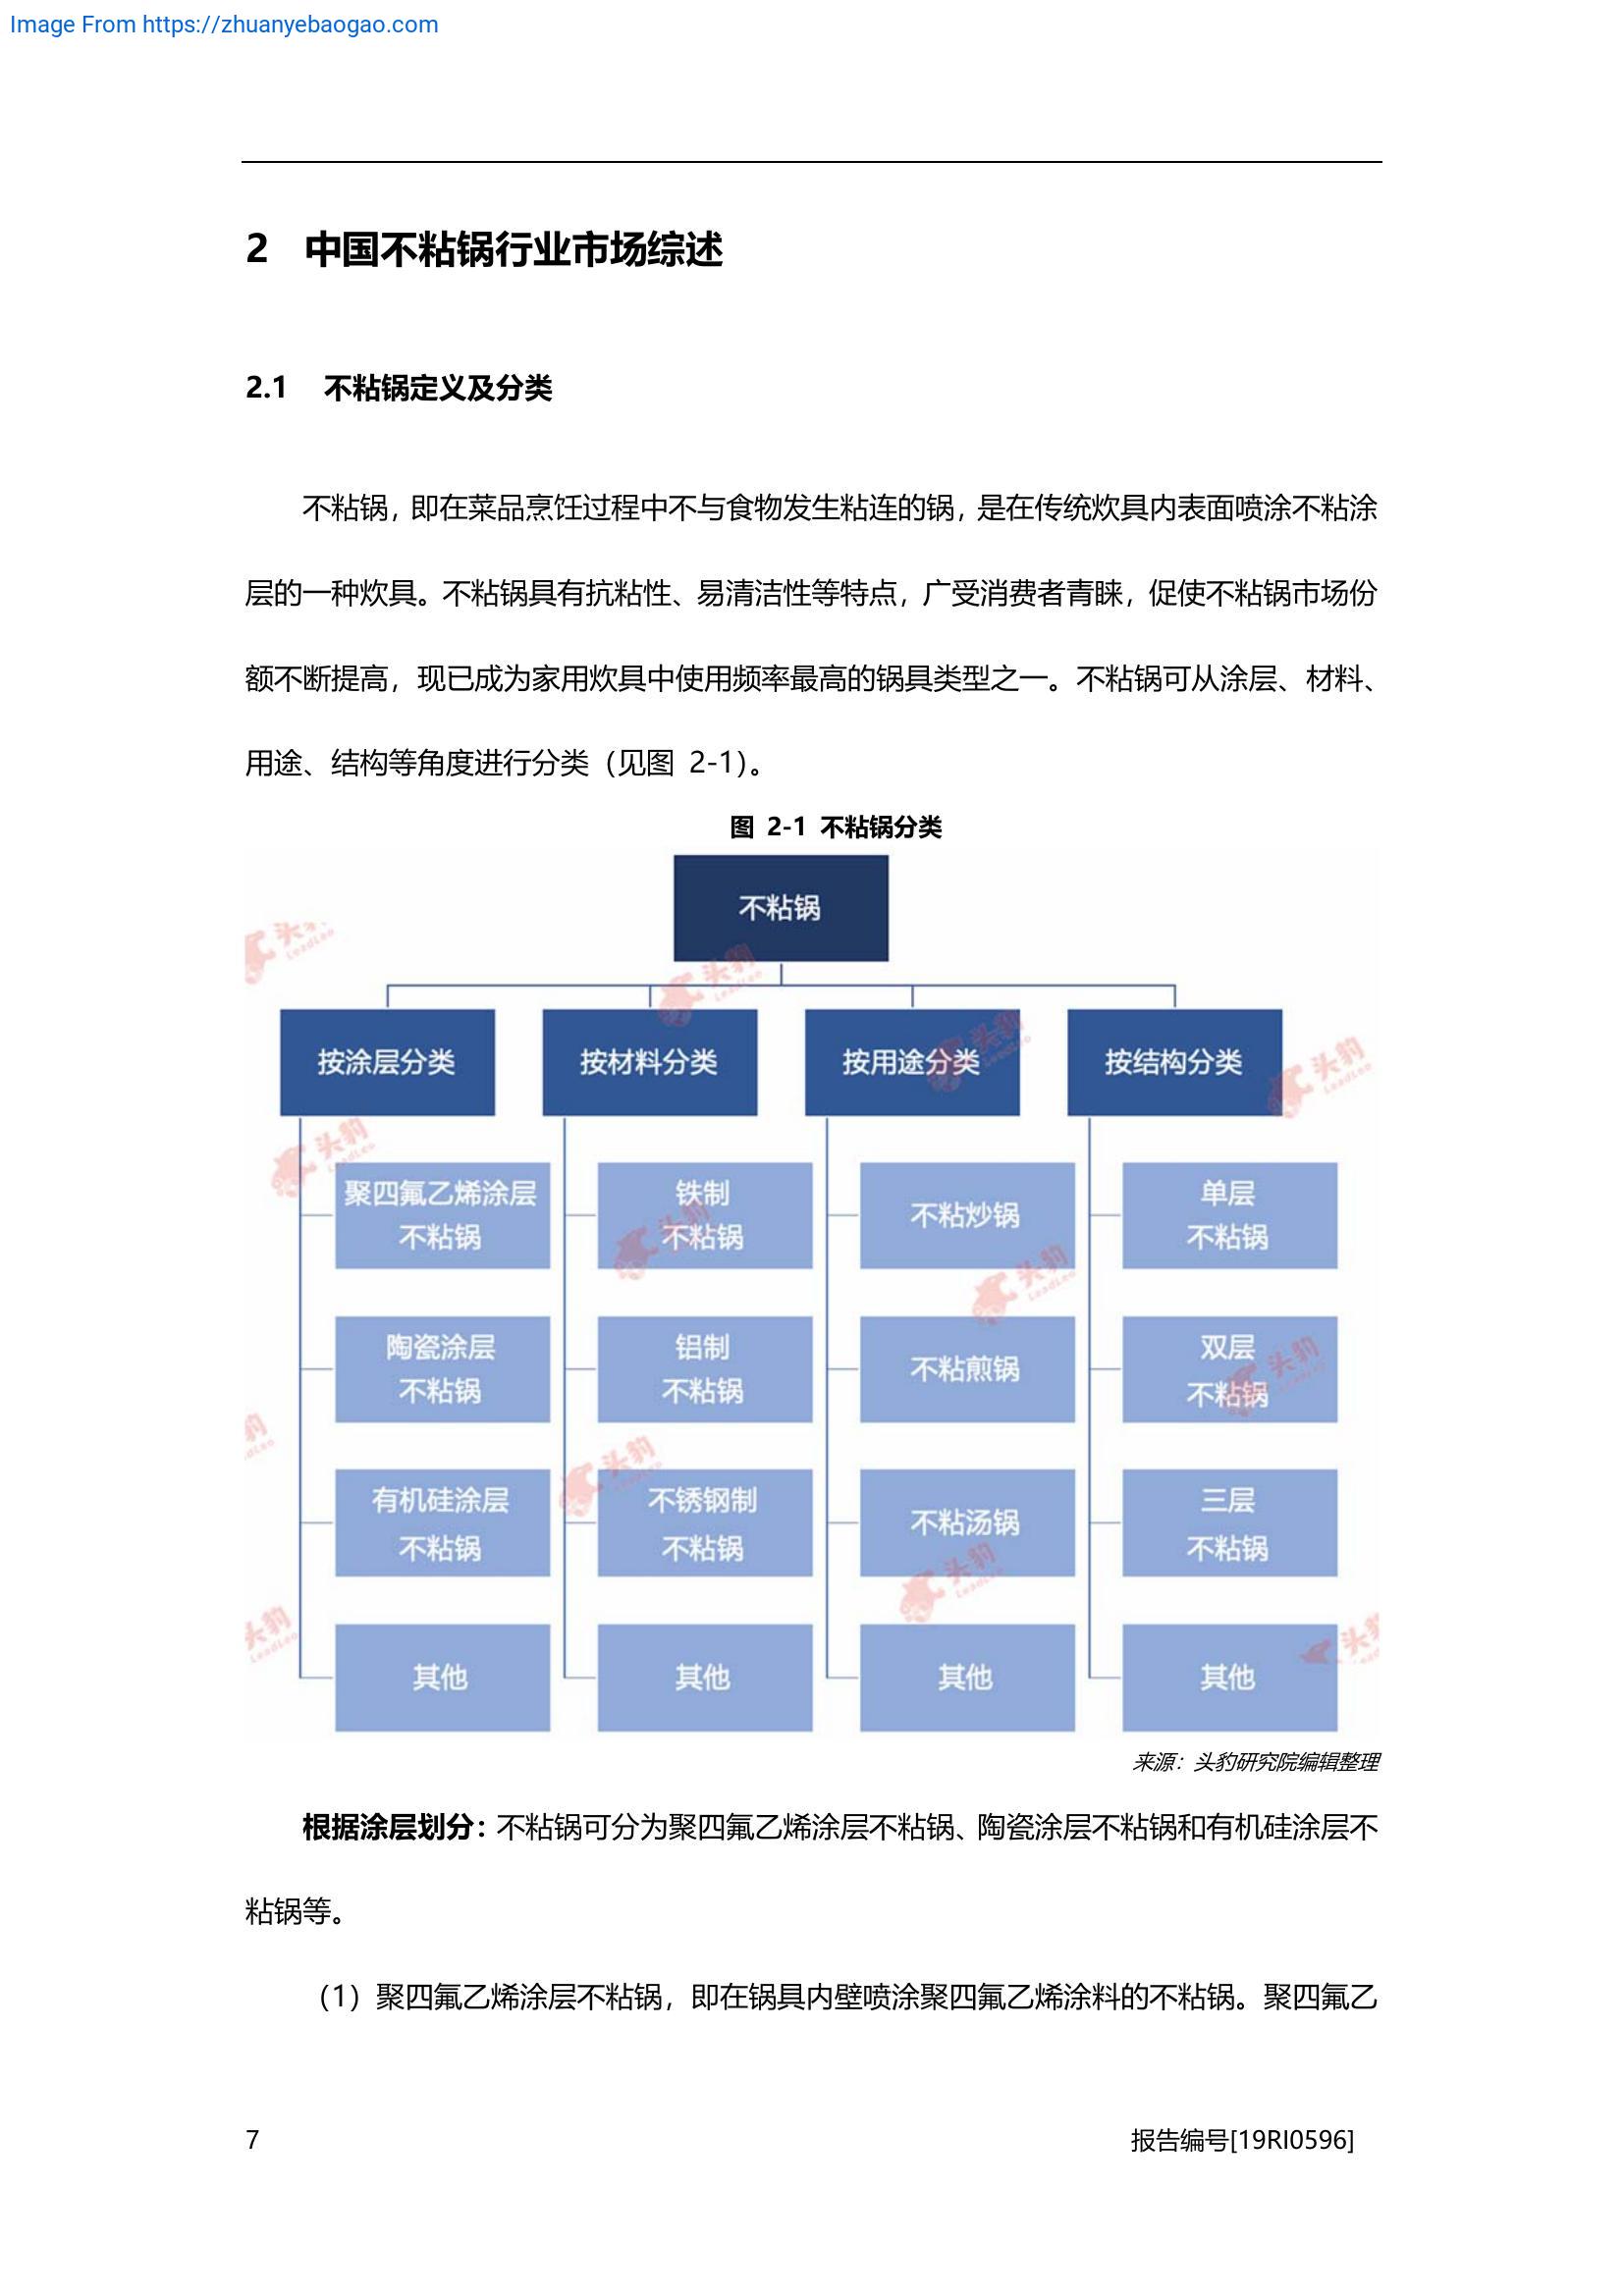 Image From https://zhuanyebaogao.com
2 中国不粘锅行业市场综述
2.1 不粘锅定义及分类
不粘锅，即在菜品烹饪过程中不与食物发生粘连的锅，是在传统炊具内表面喷涂不粘涂
层的一种炊具。不粘锅具有抗粘性、易清洁性等特点，广受消费者青睐，促使不粘锅市场份
额不断提高，现已成为家用炊具中使用频率最高的锅具类型之一。不粘锅可从涂层、材料、
用途、结构等角度进行分类（见图 2-1）。
图 2-1 不粘锅分类
不粘锅
按涂层分类
按材料分类
按用途分类
按结构分类
聚四氟乙烯涂层
不粘锅
铁制
不粘锅
不粘炒锅
单层
不粘锅
陶瓷涂层
不粘锅
铝制
不粘锅
不粘煎锅
双层
不粘锅
有机硅涂层
不粘锅
不锈钢制
不粘锅
不粘汤锅
三层
不粘锅
其他
其他
其他
其他
头豹
LeadLeo
来源：头豹研究院编辑整理
根据涂层划分：不粘锅可分为聚四氟乙烯涂层不粘锅、陶瓷涂层不粘锅和有机硅涂层不
粘锅等。
（1）聚四氟乙烯涂层不粘锅，即在锅具内壁喷涂聚四氟乙烯涂料的不粘锅。聚四氟乙
7
报告编号[19RI0596]